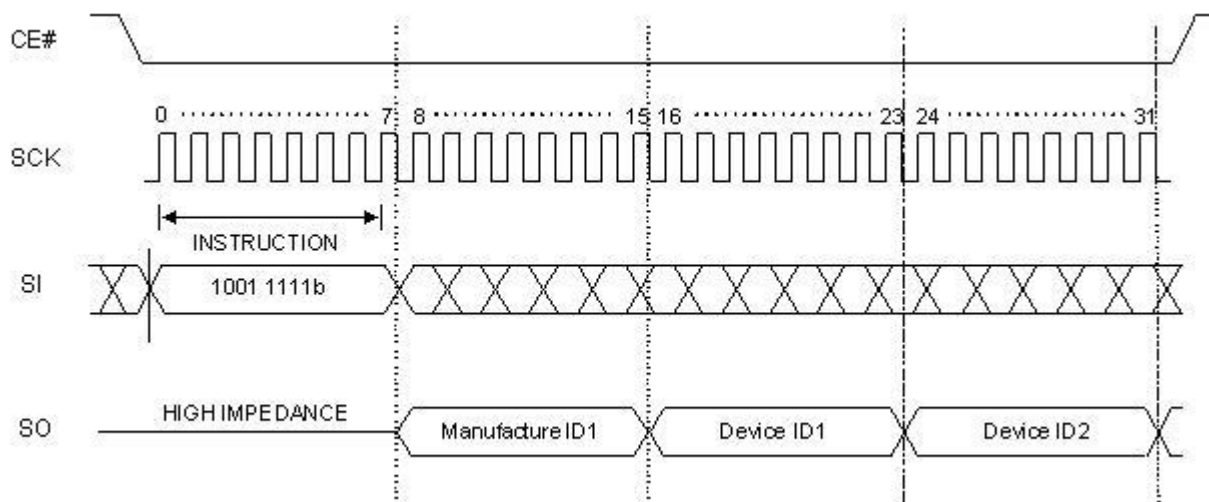 CE#
0 7 8 15 16 23 24 31
SCK
INSTRUCTION
SI 1001 1111b
HIGH IMPEDANCE
SO Manufacture ID1 Device ID1 Device ID2